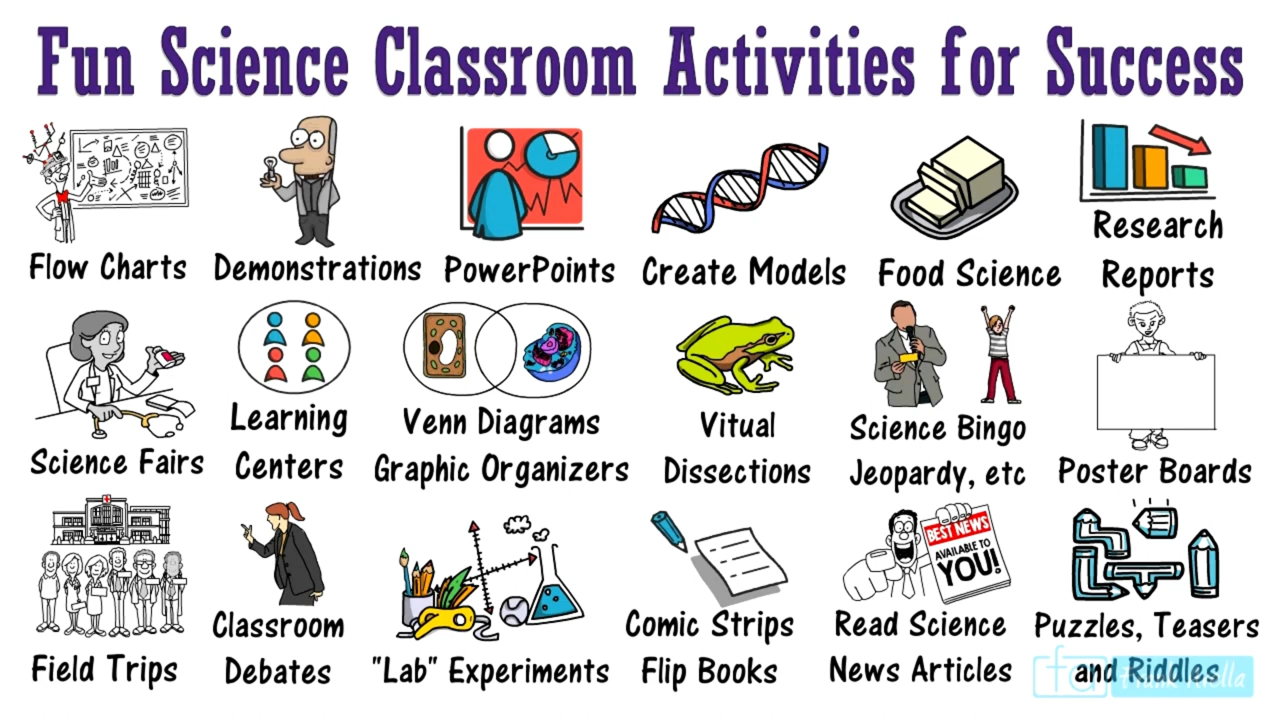 Fun Science Classroom Activities for Success
Flow Charts
Demonstrations
PowerPoints
Create Models
Food Science
Research
Reports
Science Fairs
Learning
Centers
Venn Diagrams
Graphic Organizers
Vitual
Dissections
Science Bingo
Jeopardy, etc
Poster Boards
Field Trips
Classroom
Debates
"Lab" Experiments
Comic Strips
Flip Books
BEST NEWS
AVAILABLE TO
YOU!
Read Science
News Articles
Puzzles, Teasers
and Riddles
fa